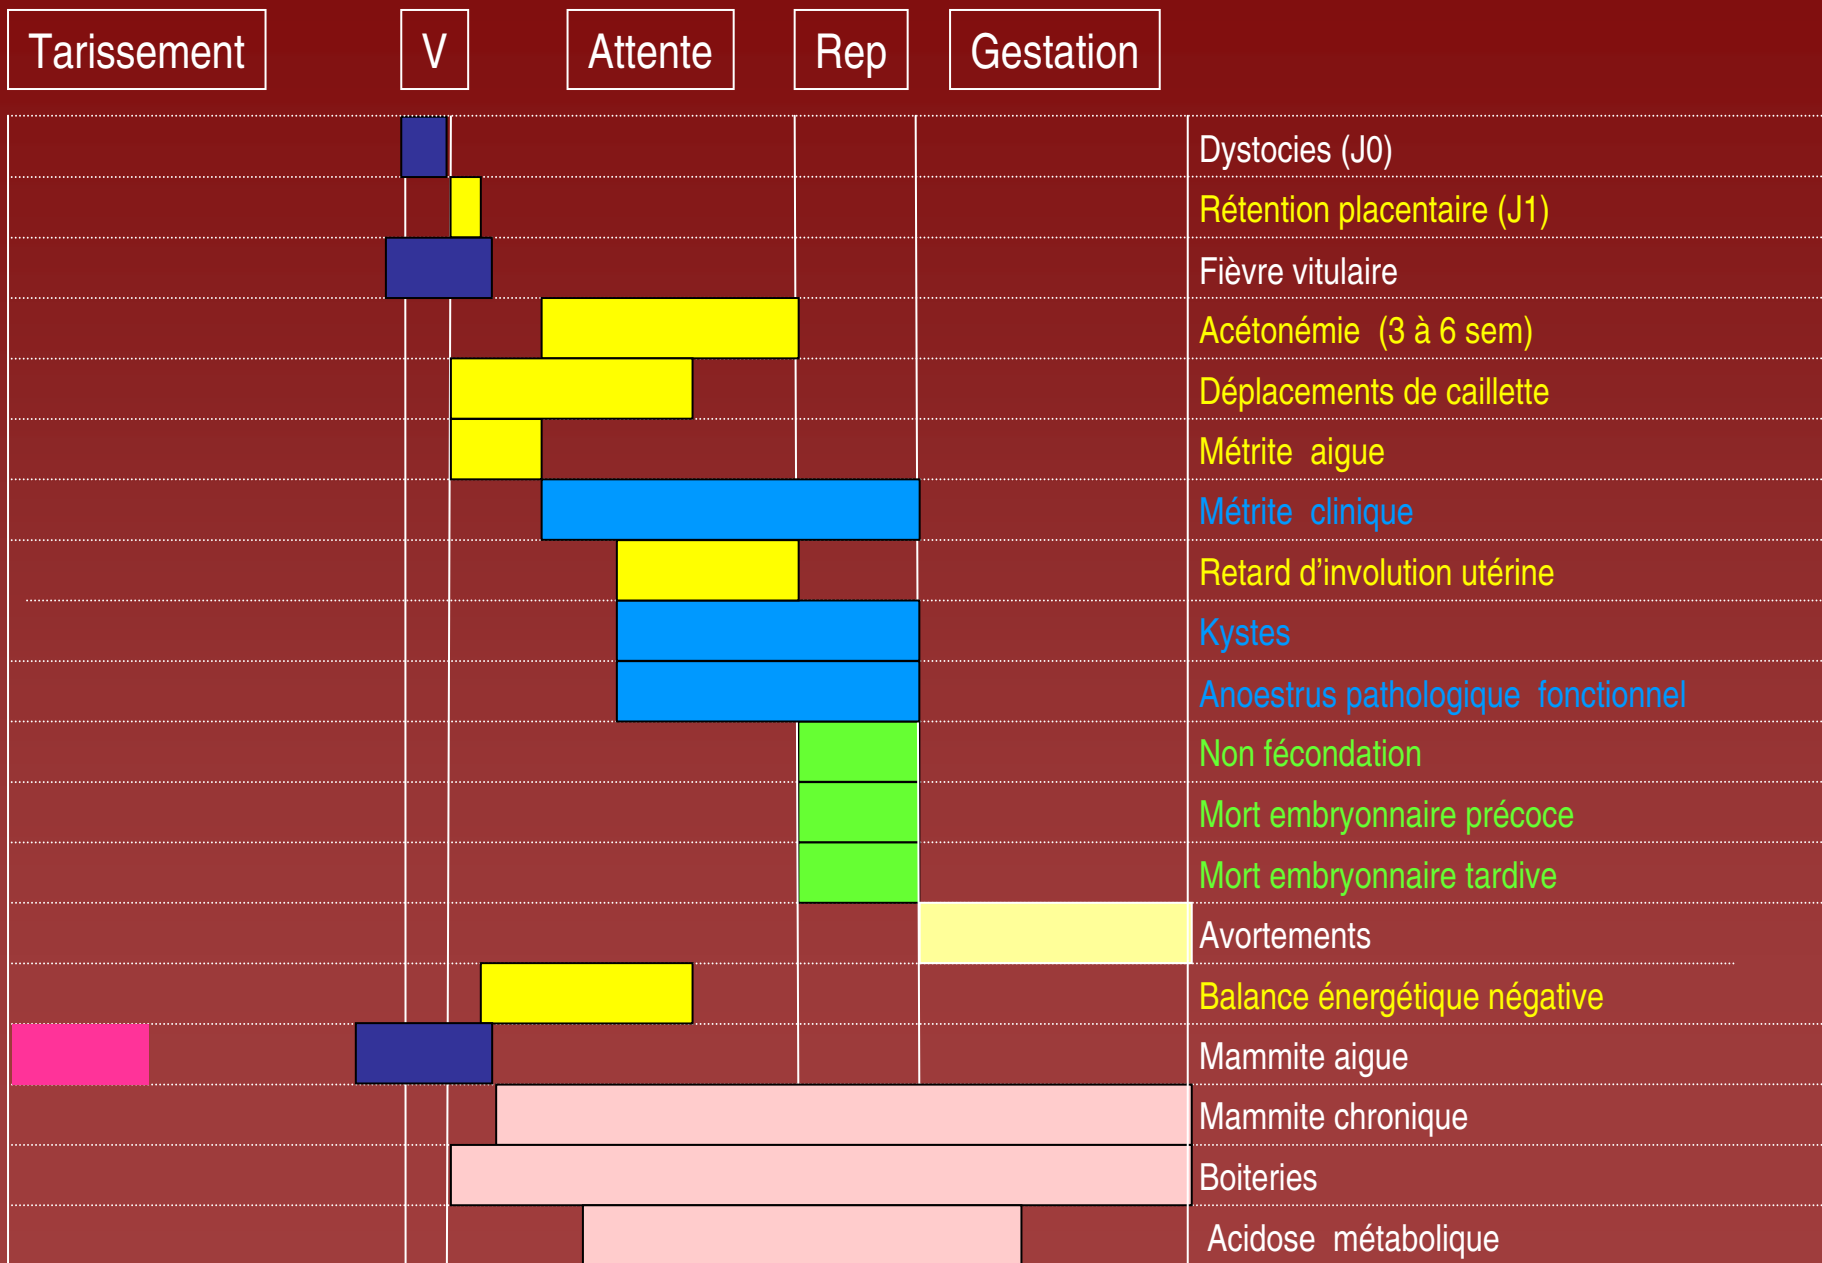 Tarissement
V
Attente
Rep
Gestation
Dystocies (J0)
Rétention placentaire (J1)
Fièvre vitulaire
Acétonémie (3 à 6 sem)
Déplacements de caillette
Métrite aigue
Métrite clinique
Retard d'involution utérine
Kystes
Anoestrus pathologique fonctionnel
Non fécondation
Mort embryonnaire précoce
Mort embryonnaire tardive
Avortements
Balance énergétique négative
Mammite aigue
Mammite chronique
Boiteries
Acidose métabolique